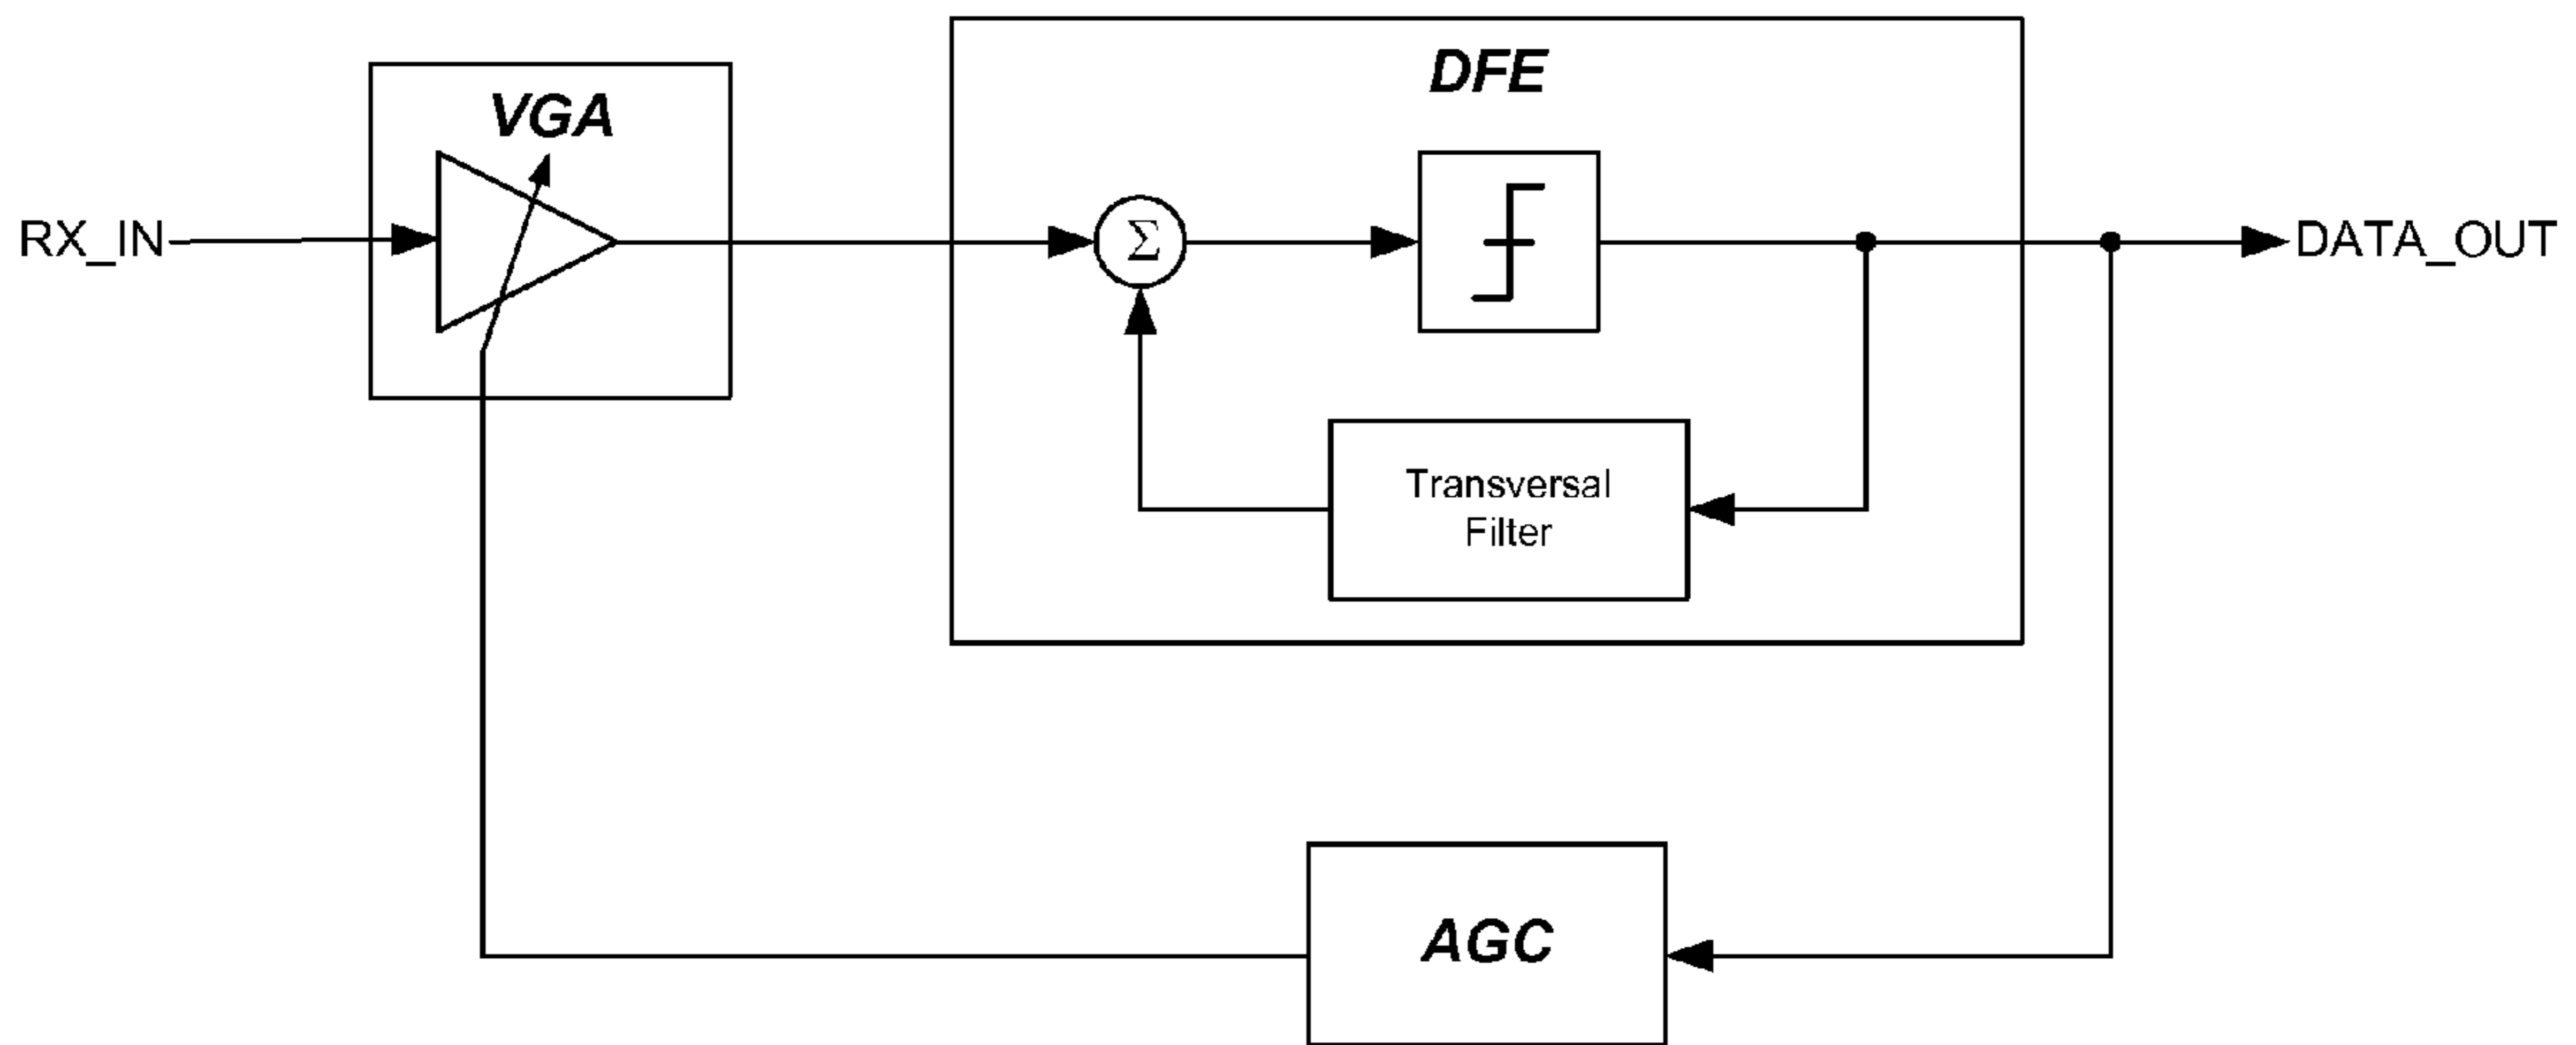 DFE
VGA
RX_IN
Σ
DATA_OUT
Transversal
Filter
AGC